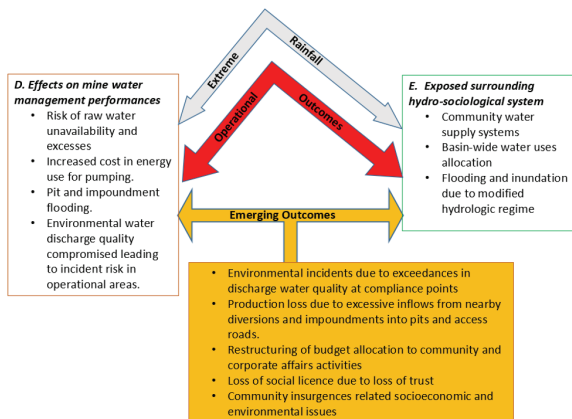 Extreme
Rainfall
Operational
Outcomes
D. Effects on mine water
management performances
• Risk of raw water
unavailability and
excesses
• Increased cost in energy
use for pumping.
• Pit and impoundment
flooding.
• Environmental water
discharge quality
compromised leading
to incident risk in
operational areas.
E. Exposed surrounding
hydro-sociological system
• Community water
supply systems
• Basin-wide water uses
allocation
• Flooding and inundation
due to modified
hydrologic regime
Emerging Outcomes
• Environmental incidents due to exceedances in
discharge water quality at compliance points
• Production loss due to excessive inflows from nearby
diversions and impoundments into pits and access
roads.
• Restructuring of budget allocation to community and
corporate affairs activities
• Loss of social licence due to loss of trust
• Community insurgences related socioeconomic and
environmental issues